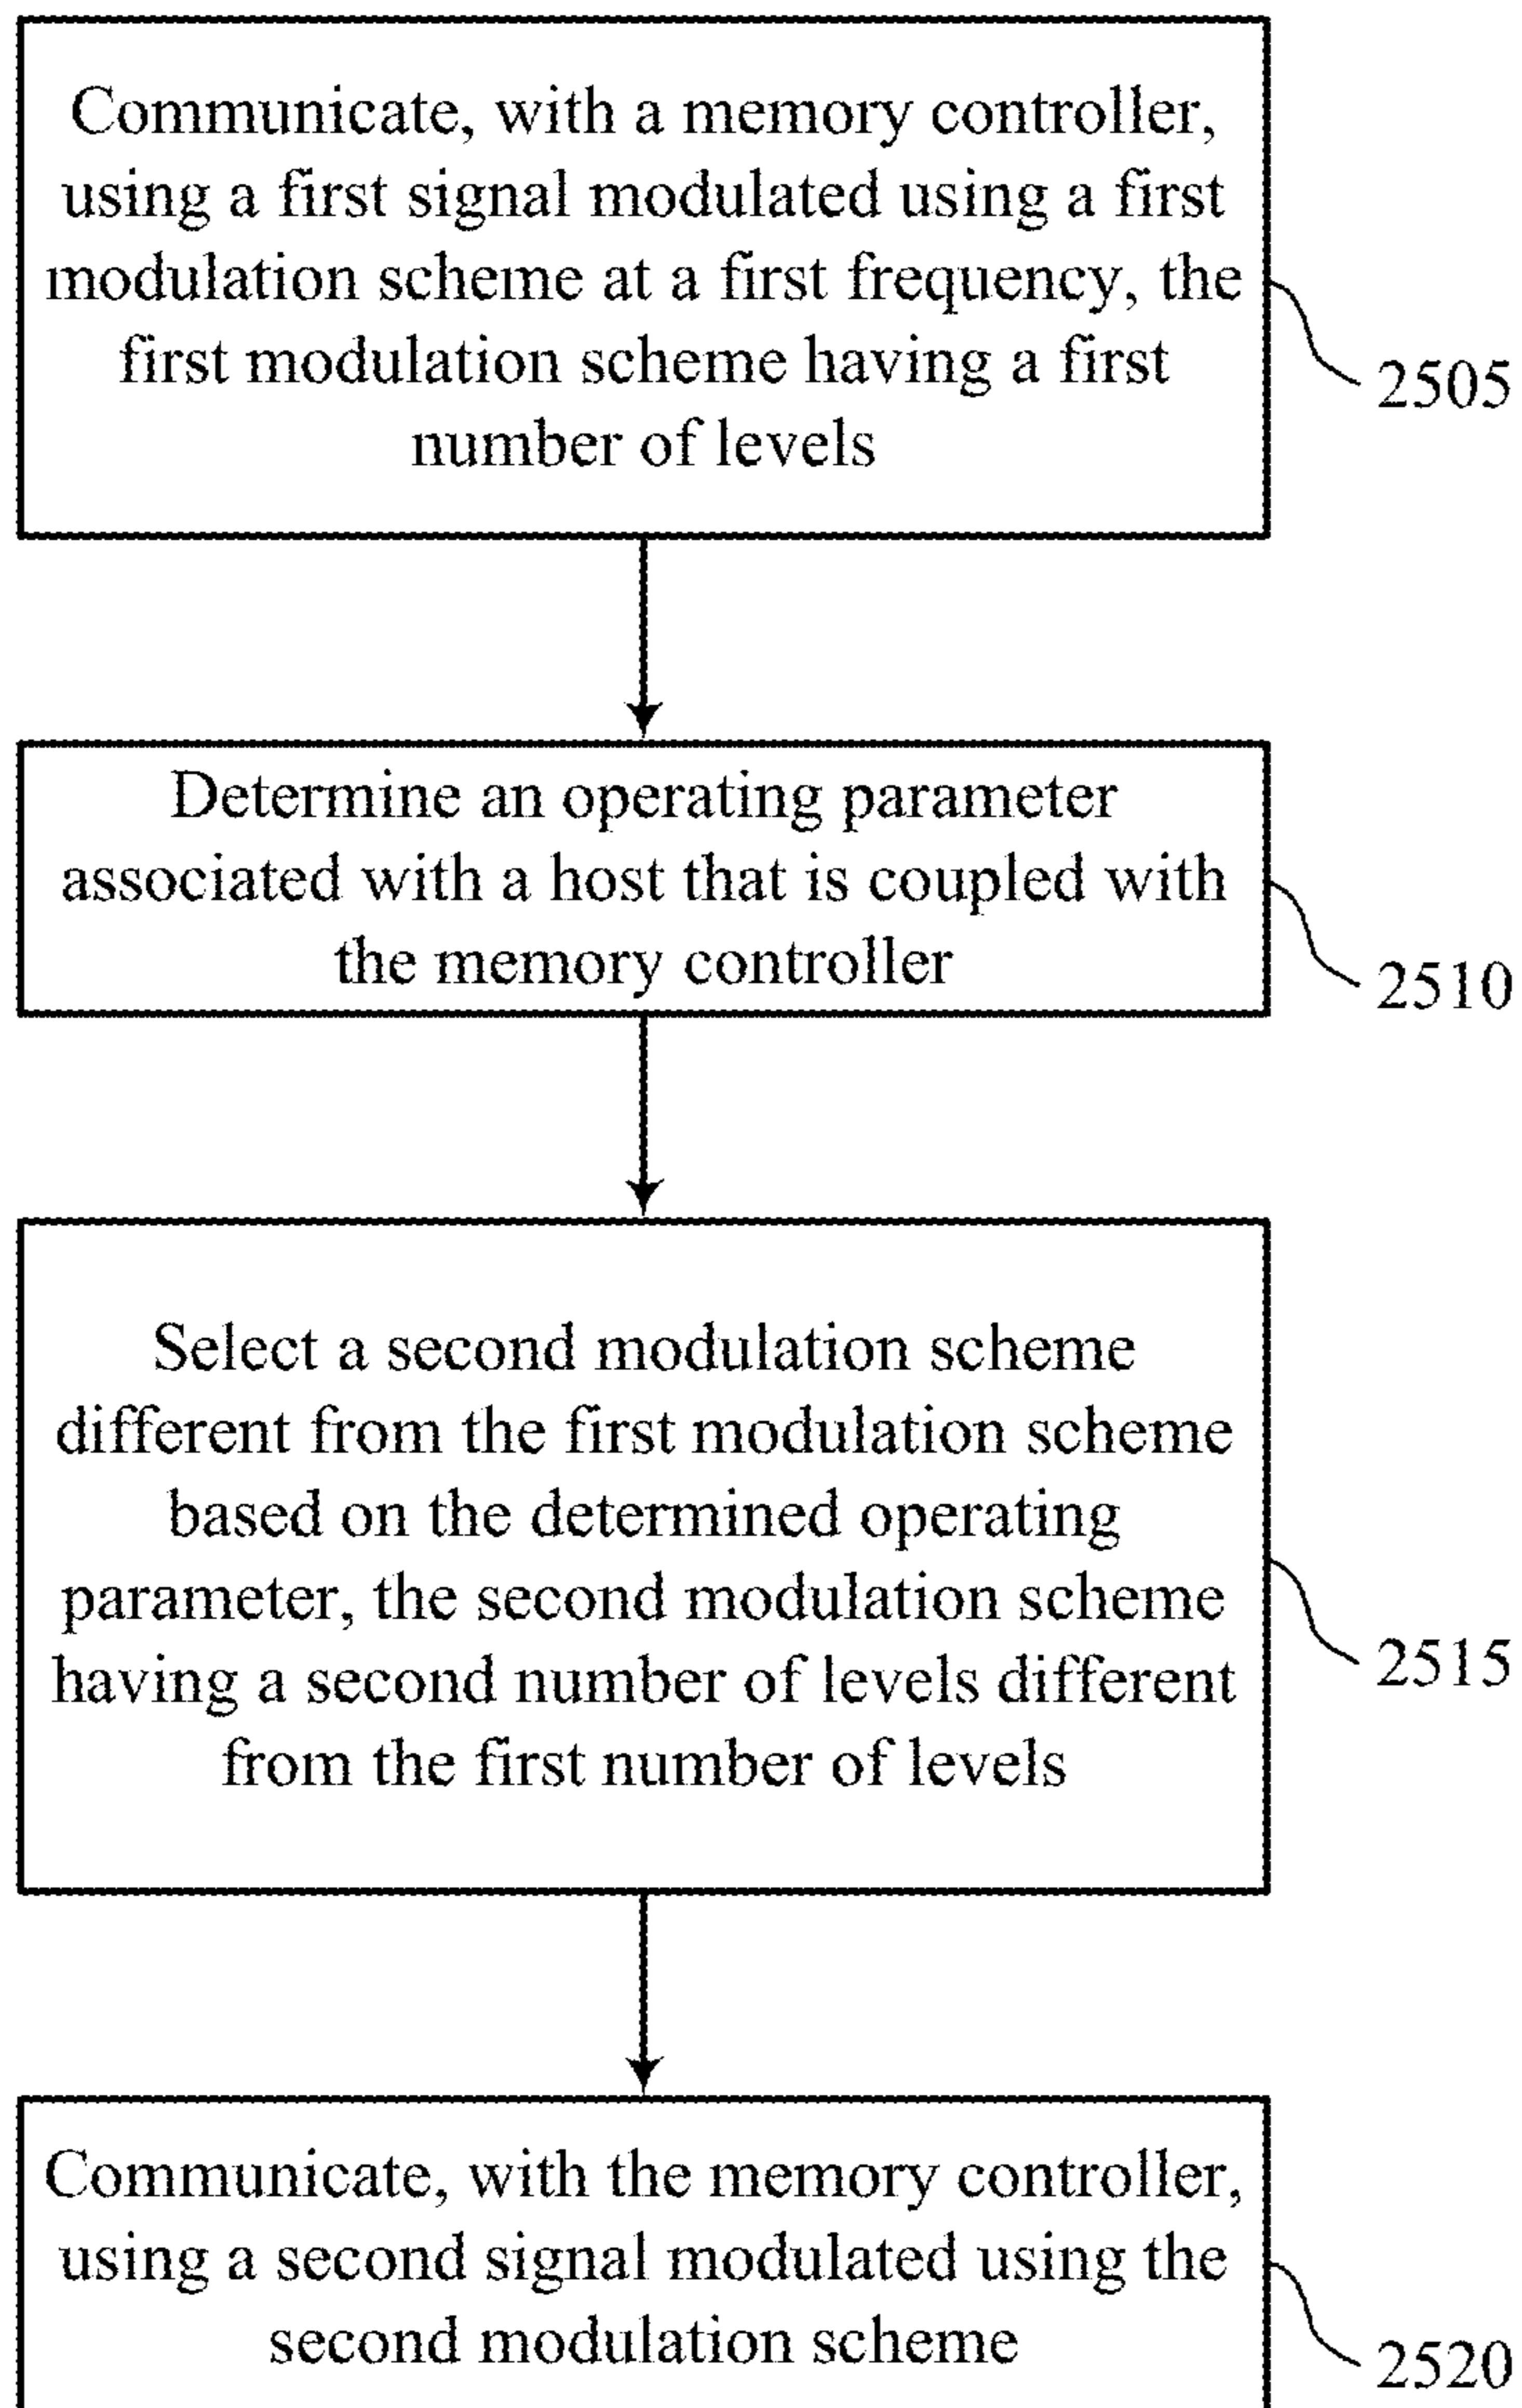 Communicate, with a memory controller,
using a first signal modulated using a first
modulation scheme at a first frequency, the
first modulation scheme having a first
number of levels
2505
Determine an operating parameter
associated with a host that is coupled with
the memory controller
2510
Select a second modulation scheme
different from the first modulation scheme
based on the determined operating
parameter, the second modulation scheme
having a second number of levels different
from the first number of levels
2515
Communicate, with the memory controller,
using a second signal modulated using the
second modulation scheme
2520